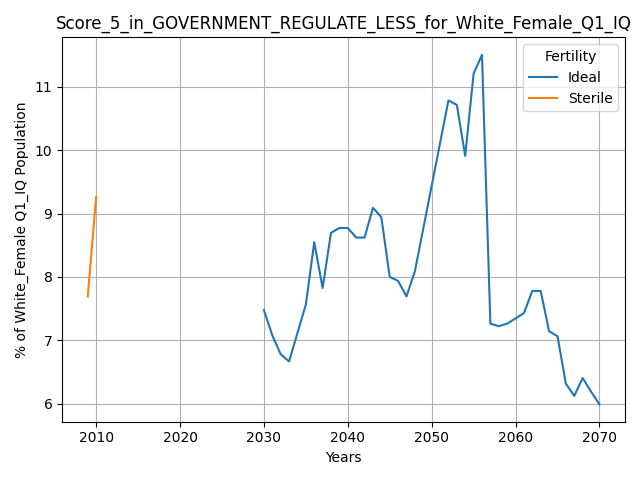 Score_5_in_GOVERNMENT_REGULATE_LESS_for_White_Female_Q1_IQ
Fertility
Ideal
Sterile
% of White_Female Q1_IQ Population
11
10
9
8
7
6
2010
2020
2030
2040
2050
2060
2070
Years